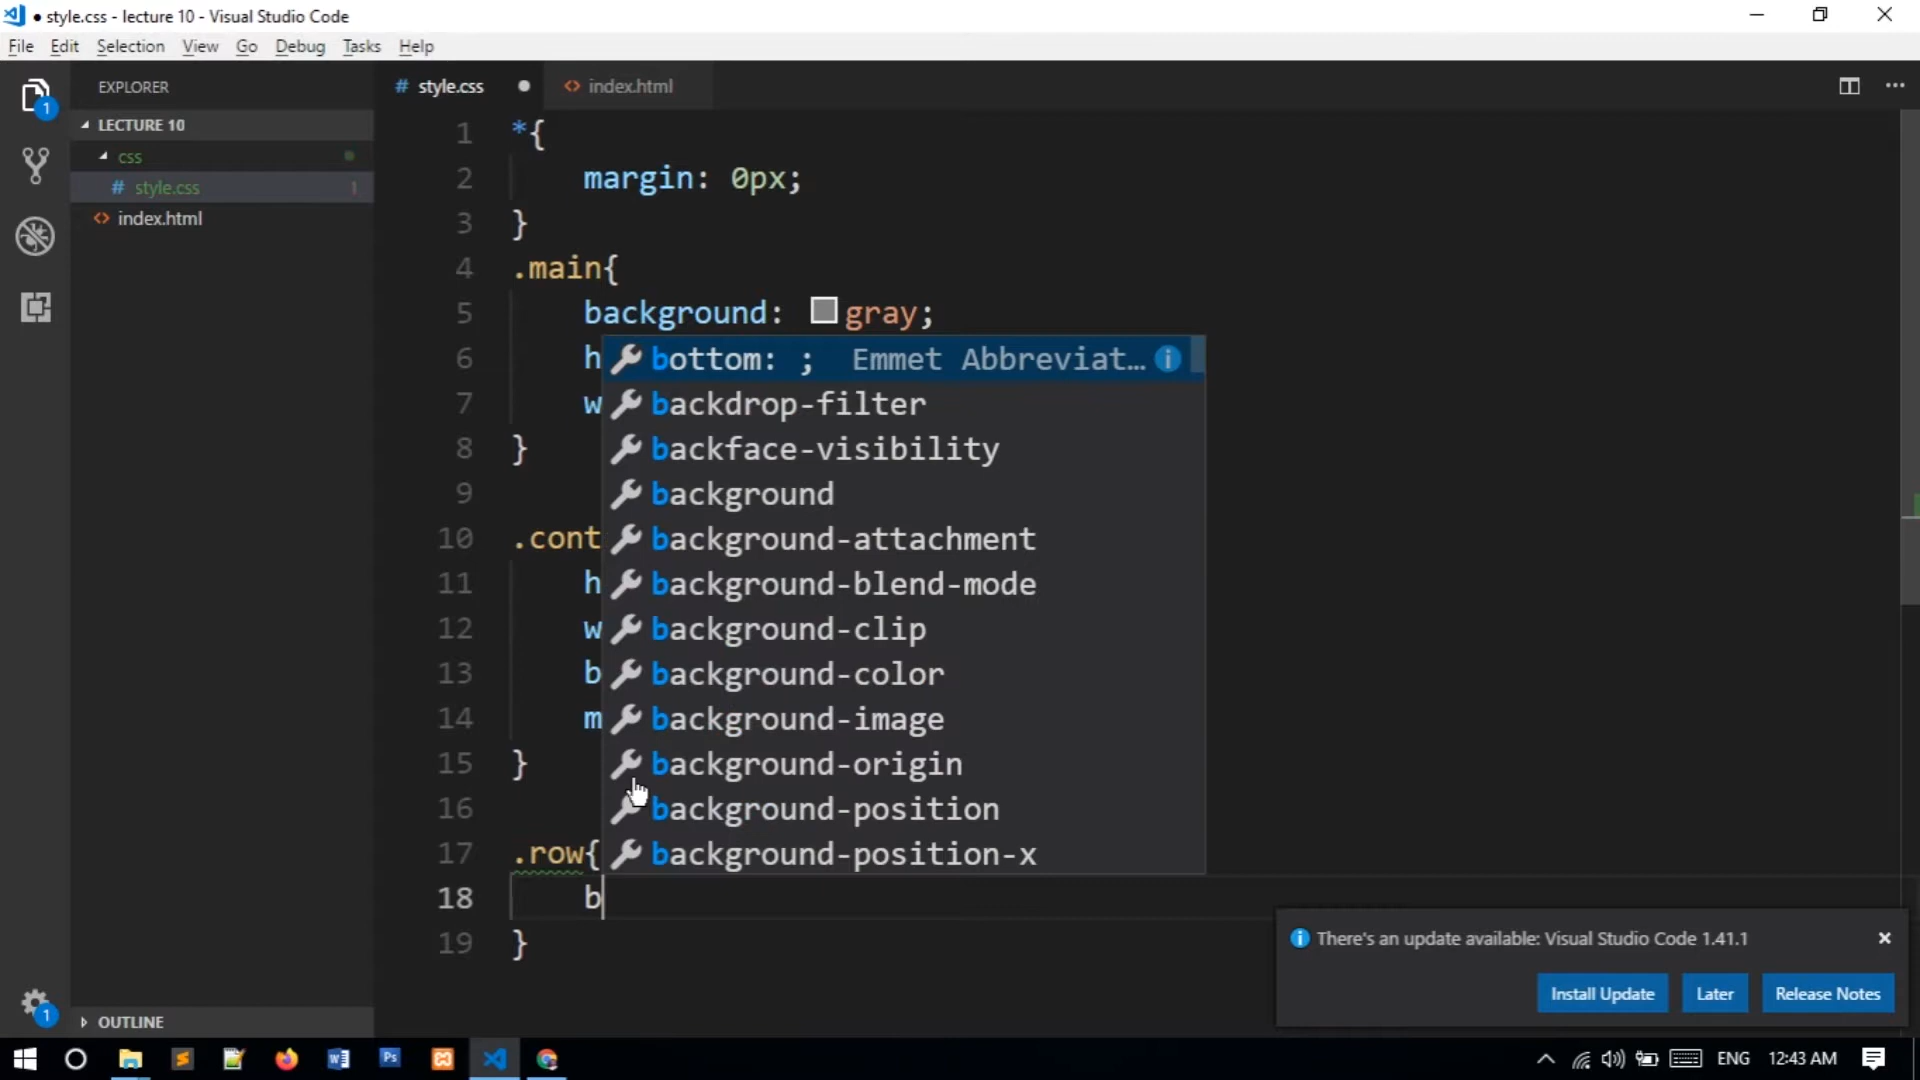 style.css - lecture 10 - Visual Studio Code
File Edit Selection View Go Debug Tasks Help
EXPLORER
LECTURE 10
css
# style.css 1
<> index.html
OUTLINE
1
1
# style.css <> index.html
1 *{
2 margin: 0px;
3 }
4 .main{
5 background: gray;
6 h
7 w
8 }
9
10 .cont
11 h
12 w
13 b
14 m
15 }
16
17 .row{
18 b
19 }
bottom: ; Emmet Abbreviat...
backdrop-filter
backface-visibility
background
background-attachment
background-blend-mode
background-clip
background-color
background-image
background-origin
background-position
background-position-x
There's an update available: Visual Studio Code 1.41.1
Install Update Later Release Notes
W Ps
ENG 12:43 AM